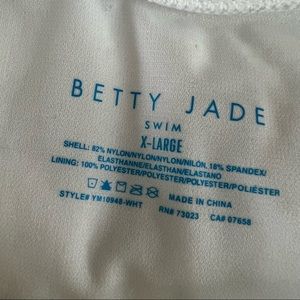 BETTY JADE
SWIM
X-LARGE
SHELL: 82% NYLON/NYLON/NYLON/NILÓN, 18% SPANDEX/
ELASTHANNE/ELASTHAN/ELASTANO
LINING: 100% POLYESTER/POLYESTER/POLYESTER/POLIÉSTER
MADE IN CHINA
STYLE# YM10948-WHT RN# 73023 CA# 07658